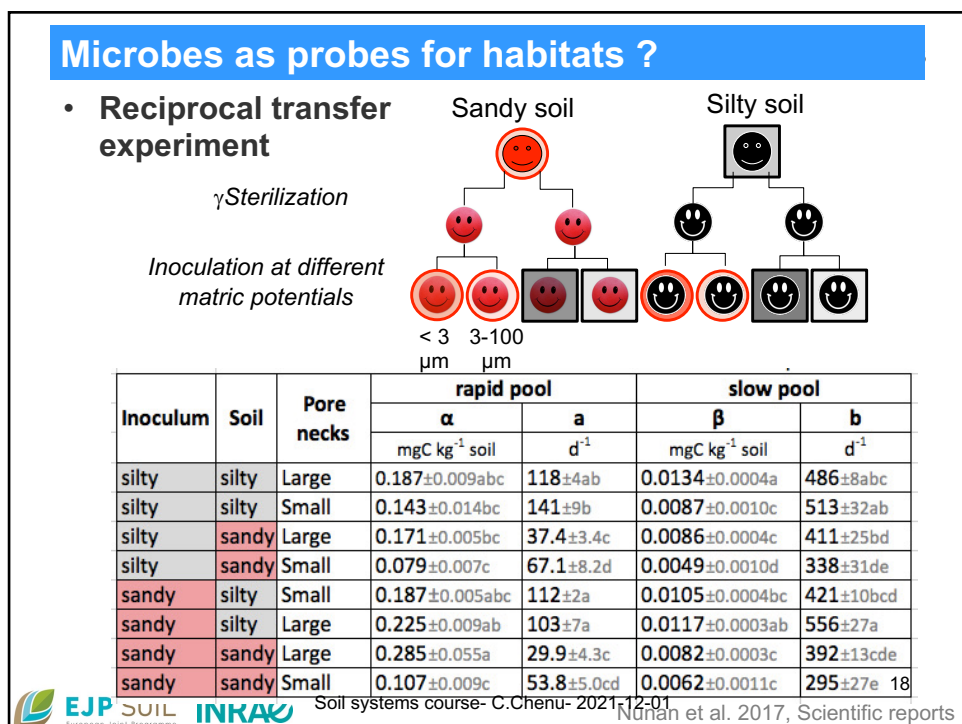 Microbes as probes for habitats ?
• Reciprocal transfer
experiment
Sandy soil
Silty soil
γSterilization
Inoculation at different
matric potentials
< 3
µm
3-100
µm
Inoculum Soil Pore necks rapid pool slow pool
α a β b
mgC kg⁻¹ soil d⁻¹ mgC kg⁻¹ soil d⁻¹
silty silty Large 0.187±0.009abc 118±4ab 0.0134±0.0004a 486±8abc
silty silty Small 0.143±0.014bc 141±9b 0.0087±0.0010c 513±32ab
silty sandy Large 0.171±0.005bc 37.4±3.4c 0.0086±0.0004c 411±25bd
silty sandy Small 0.079±0.007c 67.1±8.2d 0.0049±0.0010d 338±31de
sandy silty Small 0.187±0.005abc 112±2a 0.0105±0.0004bc 421±10bcd
sandy silty Large 0.225±0.009ab 103±7a 0.0117±0.0003ab 556±27a
sandy sandy Large 0.285±0.055a 29.9±4.3c 0.0082±0.0003c 392±13cde
sandy sandy Small 0.107±0.009c 53.8±5.0cd 0.0062±0.0011c 295±27e
18
EJP SOIL
INRAE
Soil systems course- C.Chenu- 2021-12-01
Nunan et al. 2017, Scientific reports